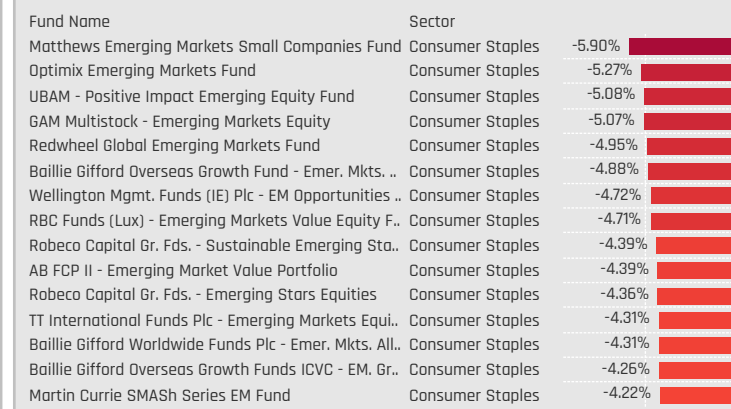 Fund Name Sector
Matthews Emerging Markets Small Companies Fund Consumer Staples -5.90%
Optimix Emerging Markets Fund Consumer Staples -5.27%
UBAM - Positive Impact Emerging Equity Fund Consumer Staples -5.08%
GAM Multistock - Emerging Markets Equity Consumer Staples -5.07%
Redwheel Global Emerging Markets Fund Consumer Staples -4.95%
Baillie Gifford Overseas Growth Fund - Emer. Mkts. .. Consumer Staples -4.88%
Wellington Mgmt. Funds (IE) Plc - EM Opportunities .. Consumer Staples -4.72%
RBC Funds (Lux) - Emerging Markets Value Equity F.. Consumer Staples -4.71%
Robeco Capital Gr. Fds. - Sustainable Emerging Sta.. Consumer Staples -4.39%
AB FCP II - Emerging Market Value Portfolio Consumer Staples -4.39%
Robeco Capital Gr. Fds. - Emerging Stars Equities Consumer Staples -4.36%
TT International Funds Plc - Emerging Markets Equi.. Consumer Staples -4.31%
Baillie Gifford Worldwide Funds Plc - Emer. Mkts. All.. Consumer Staples -4.31%
Baillie Gifford Overseas Growth Funds ICVC - EM. Gr.. Consumer Staples -4.26%
Martin Currie SMASh Series EM Fund Consumer Staples -4.22%